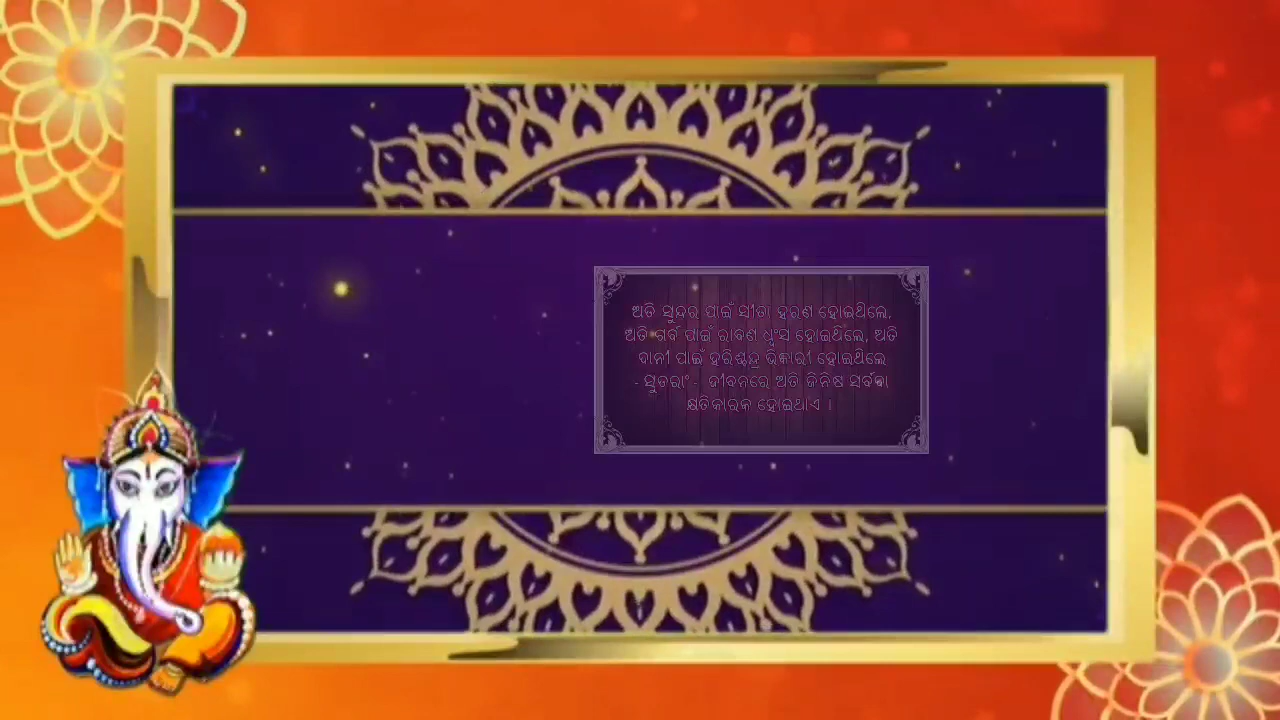 ଅତି ସୁନ୍ଦର ପାଇଁ ସୀତା ହରଣ ହୋଇଥିଲେ,
ଅତି ଗର୍ବ ପାଇଁ ରାବଣ ଧ୍ଵଂସ ହୋଇଥିଲେ, ଅତି
ଦାନୀ ପାଇଁ ହରିଶ୍ଚନ୍ଦ୍ର ଭିକାରୀ ହୋଇଥିଲେ
- ସୁତରାଂ - ଜୀବନରେ ଅତି ଜିନିଷ ସର୍ବଦା
କ୍ଷତିକାରକ ହୋଇଥାଏ ।